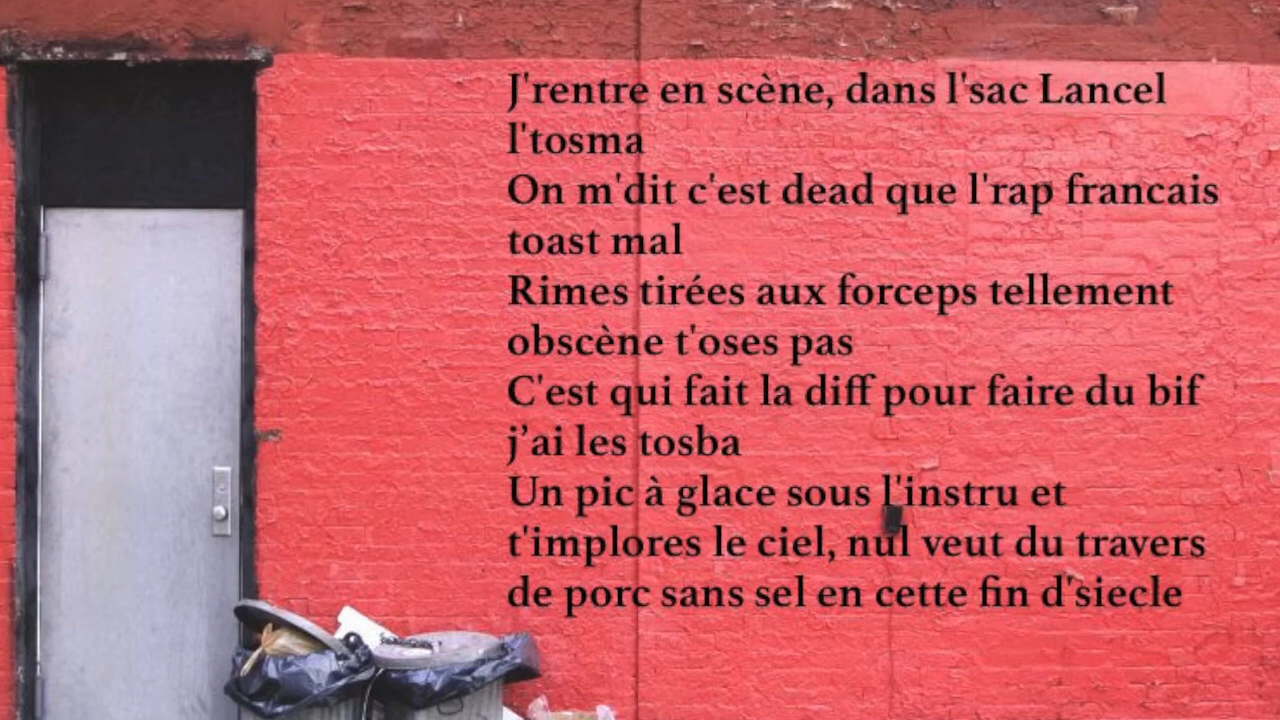 J'rentre en scène, dans l'sac Lancel
l'tosma
On m'dit c'est dead que l'rap francais
toast mal
Rimes tirées aux forceps tellement
obscène t'oses pas
C'est qui fait la diff pour faire du bif
j’ai les tosba
Un pic à glace sous l'instru et
t'implores le ciel, nul veut du travers
de porc sans sel en cette fin d'siecle